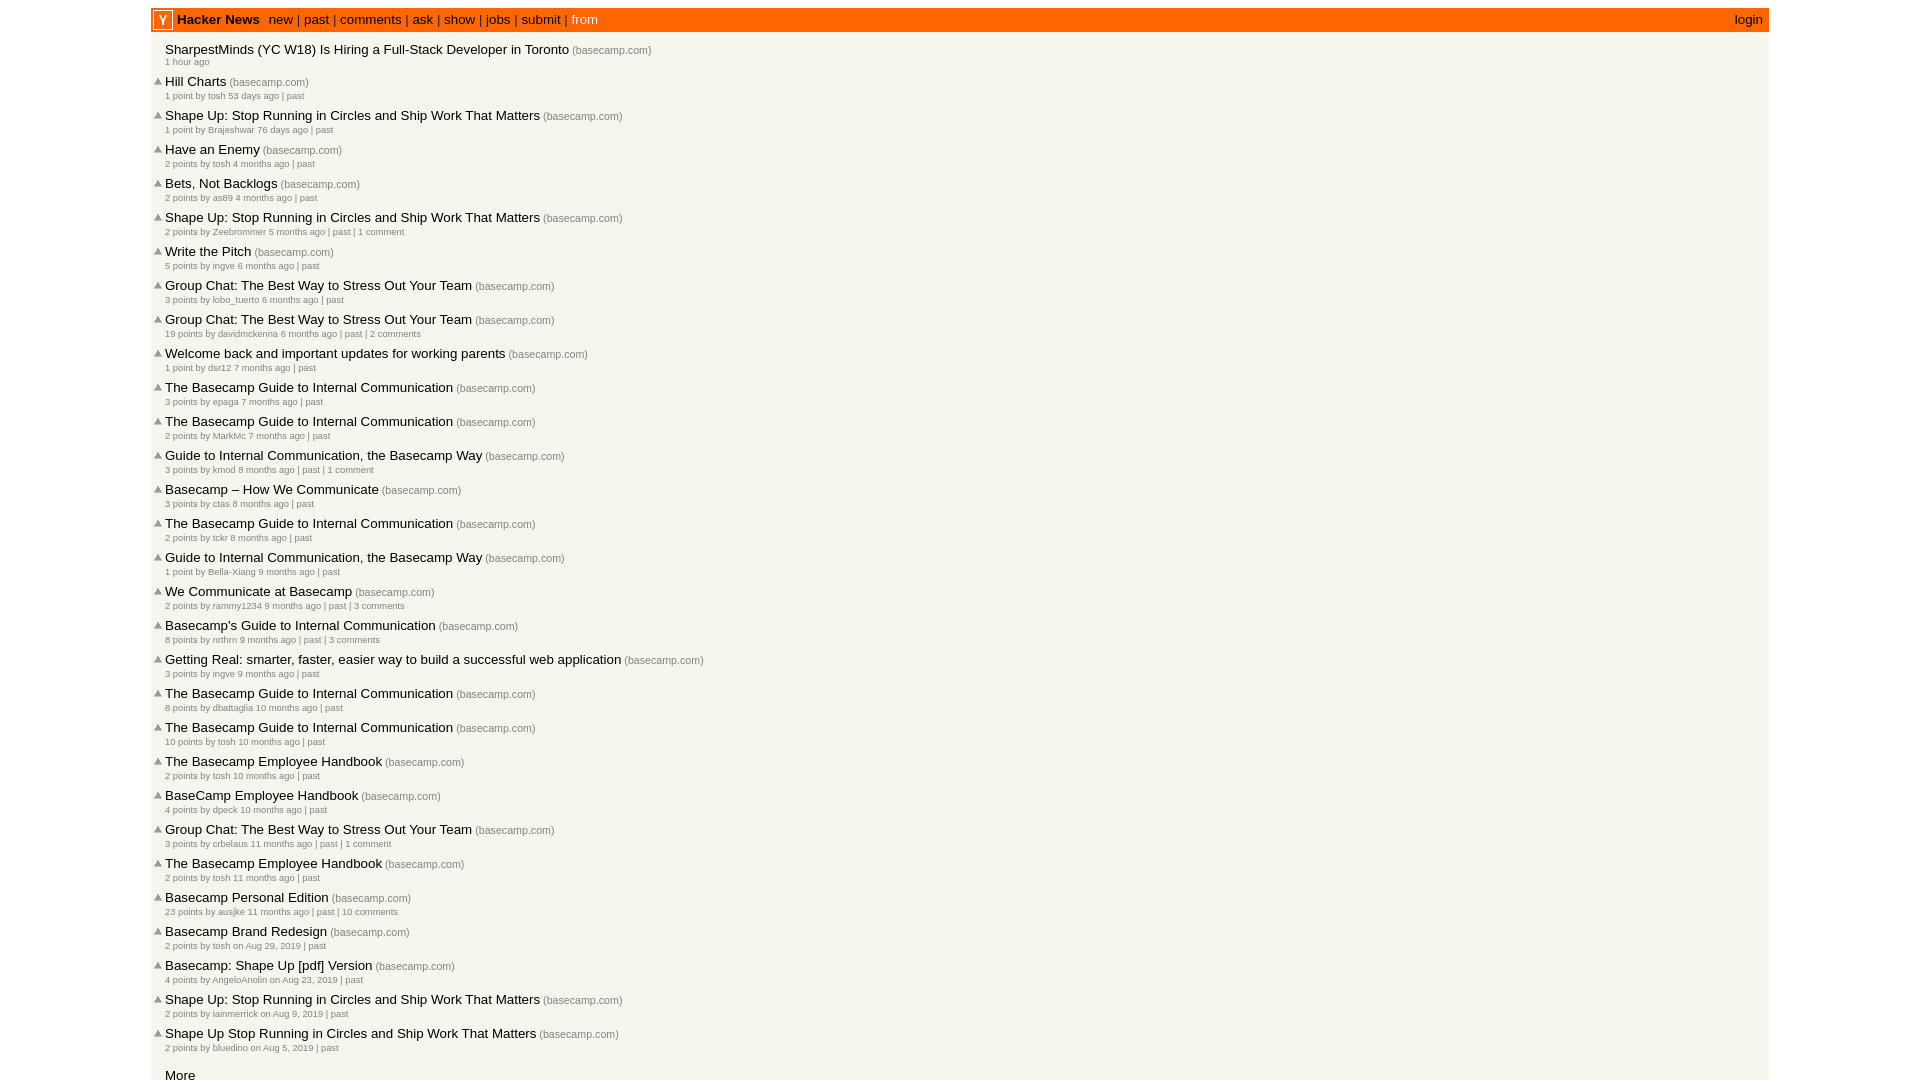 Y Hacker News new | past | comments | ask | show | jobs | submit | from login
SharpestMinds (YC W18) Is Hiring a Full-Stack Developer in Toronto (basecamp.com)
1 hour ago
Hill Charts (basecamp.com)
1 point by tosh 53 days ago | past
Shape Up: Stop Running in Circles and Ship Work That Matters (basecamp.com)
1 point by Brajeshwar 76 days ago | past
Have an Enemy (basecamp.com)
2 points by tosh 4 months ago | past
Bets, Not Backlogs (basecamp.com)
2 points by as89 4 months ago | past
Shape Up: Stop Running in Circles and Ship Work That Matters (basecamp.com)
2 points by Zeebrommer 5 months ago | past | 1 comment
Write the Pitch (basecamp.com)
5 points by ingve 6 months ago | past
Group Chat: The Best Way to Stress Out Your Team (basecamp.com)
3 points by lobo_tuerto 6 months ago | past
Group Chat: The Best Way to Stress Out Your Team (basecamp.com)
19 points by davidmckenna 6 months ago | past | 2 comments
Welcome back and important updates for working parents (basecamp.com)
1 point by dsr12 7 months ago | past
The Basecamp Guide to Internal Communication (basecamp.com)
3 points by epaga 7 months ago | past
The Basecamp Guide to Internal Communication (basecamp.com)
2 points by MarkMc 7 months ago | past
Guide to Internal Communication, the Basecamp Way (basecamp.com)
3 points by kmod 8 months ago | past | 1 comment
Basecamp – How We Communicate (basecamp.com)
3 points by ctas 8 months ago | past
The Basecamp Guide to Internal Communication (basecamp.com)
2 points by tckr 8 months ago | past
Guide to Internal Communication, the Basecamp Way (basecamp.com)
1 point by Bella-Xiang 9 months ago | past
We Communicate at Basecamp (basecamp.com)
2 points by rammy1234 9 months ago | past | 3 comments
Basecamp's Guide to Internal Communication (basecamp.com)
8 points by nrthrn 9 months ago | past | 3 comments
Getting Real: smarter, faster, easier way to build a successful web application (basecamp.com)
3 points by ingve 9 months ago | past
The Basecamp Guide to Internal Communication (basecamp.com)
8 points by dbattaglia 10 months ago | past
The Basecamp Guide to Internal Communication (basecamp.com)
10 points by tosh 10 months ago | past
The Basecamp Employee Handbook (basecamp.com)
2 points by tosh 10 months ago | past
BaseCamp Employee Handbook (basecamp.com)
4 points by dpeck 10 months ago | past
Group Chat: The Best Way to Stress Out Your Team (basecamp.com)
3 points by crbelaus 11 months ago | past | 1 comment
The Basecamp Employee Handbook (basecamp.com)
2 points by tosh 11 months ago | past
Basecamp Personal Edition (basecamp.com)
23 points by ausjke 11 months ago | past | 10 comments
Basecamp Brand Redesign (basecamp.com)
2 points by tosh on Aug 29, 2019 | past
Basecamp: Shape Up [pdf] Version (basecamp.com)
4 points by AngeloAnolin on Aug 23, 2019 | past
Shape Up: Stop Running in Circles and Ship Work That Matters (basecamp.com)
2 points by iainmerrick on Aug 9, 2019 | past
Shape Up Stop Running in Circles and Ship Work That Matters (basecamp.com)
2 points by bluedino on Aug 5, 2019 | past
More